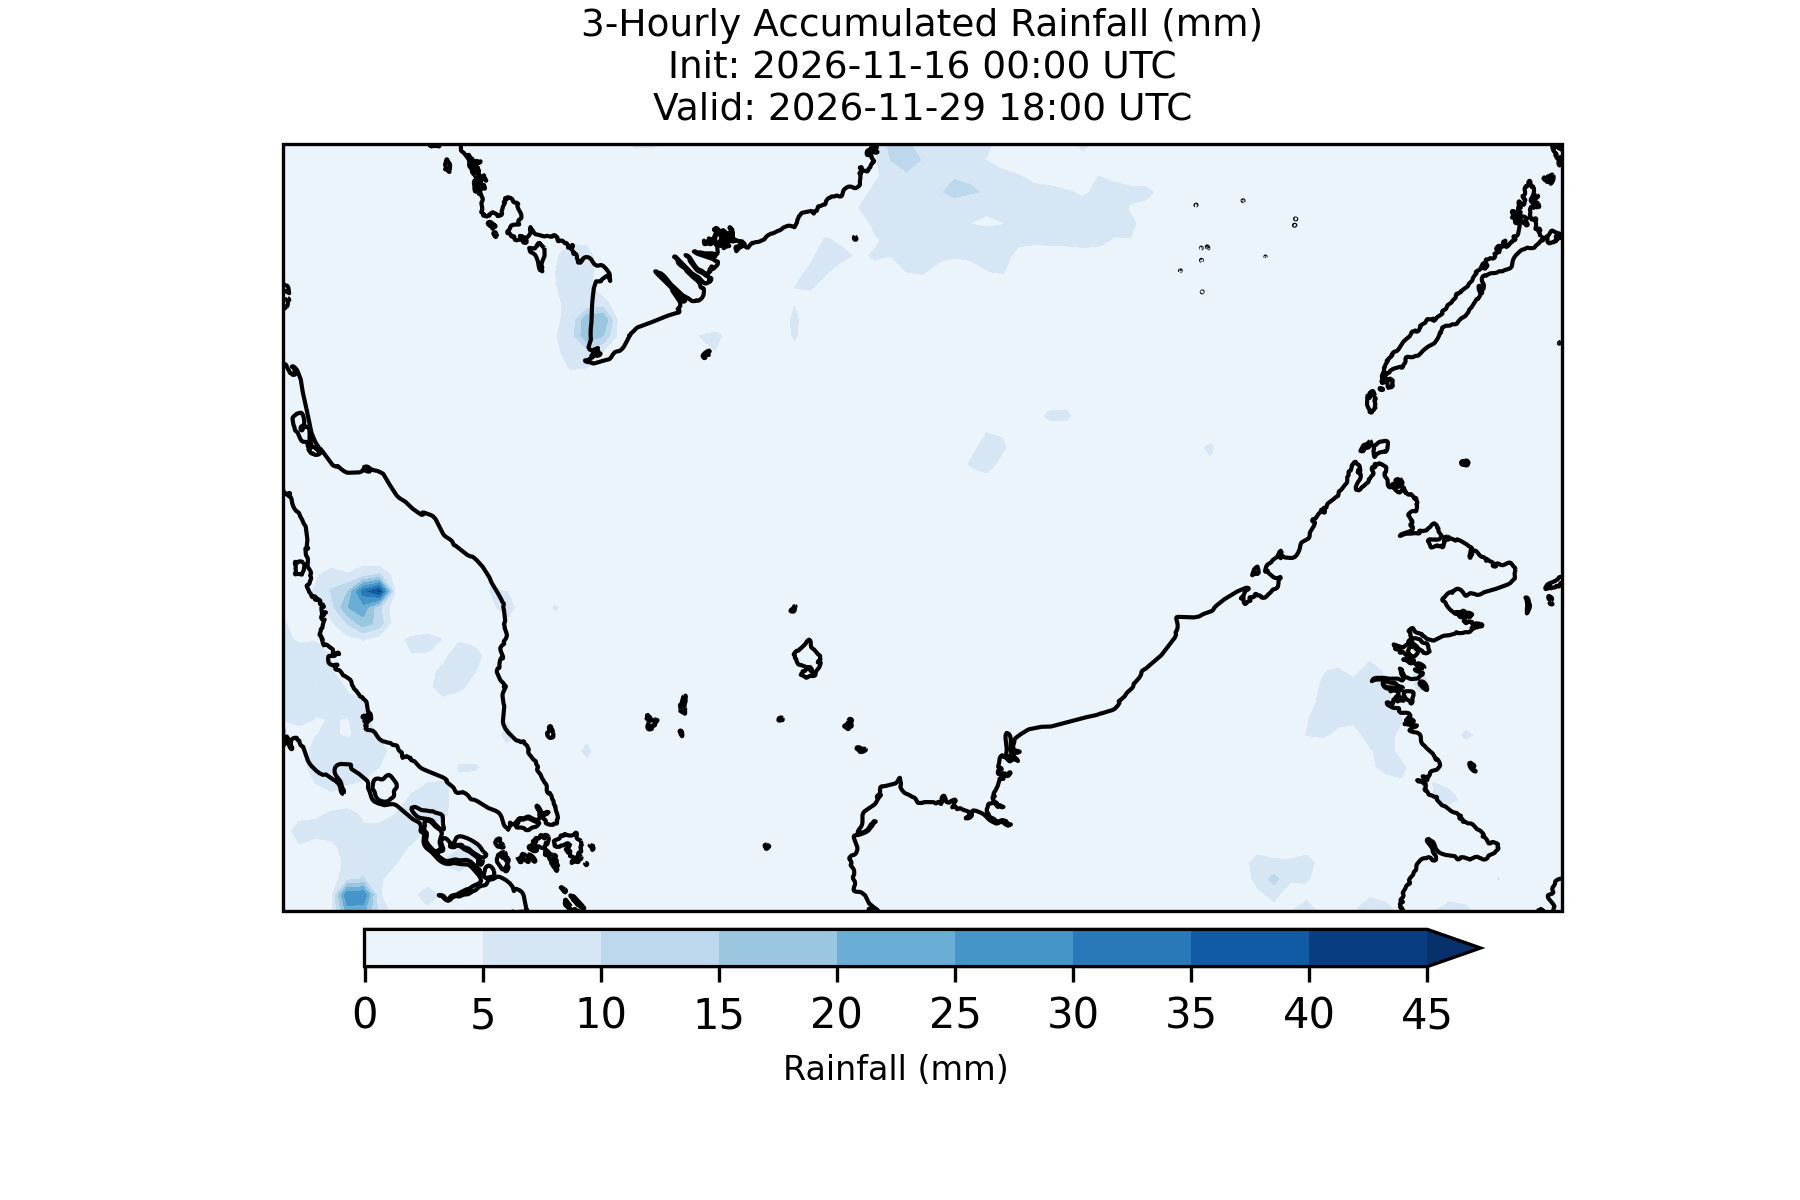 3-Hourly Accumulated Rainfall (mm)
Init: 2026-11-16 00:00 UTC
Valid: 2026-11-29 18:00 UTC
0 5 10 15 20 25 30 35 40 45
Rainfall (mm)